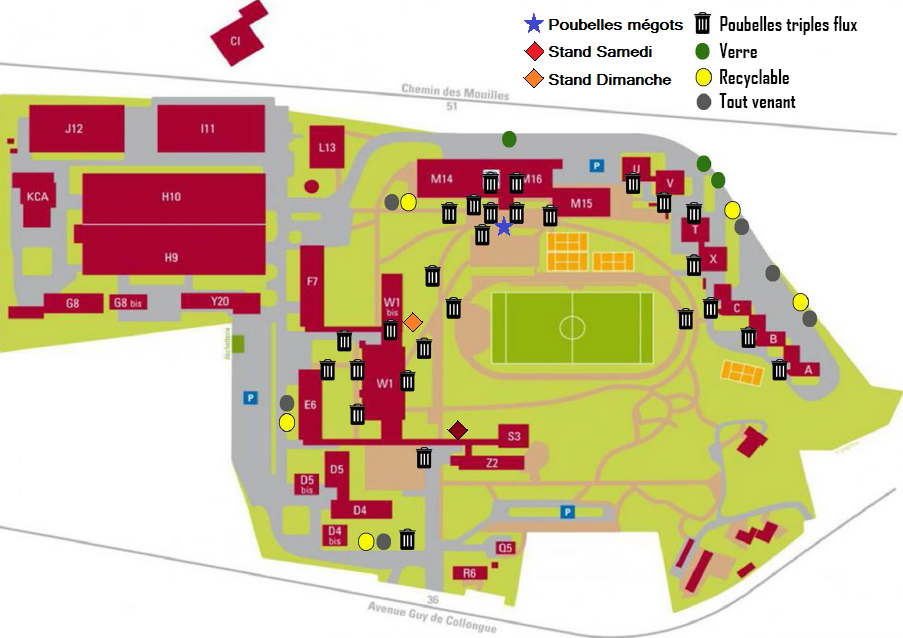 Poubelles mégots
Poubelles triples flux
Stand Samedi
Verre
Stand Dimanche
Recyclable
Tout venant
CI
Chemin des Mouilles
51
J12
I11
L13
P
M14
M16
U
V
KCA
H10
M15
T
H9
X
F7
G8
G8 bis
Y20
W1
bis
C
B
déchetterie
A
W1
P
E6
S3
Z2
D5
D5
bis
D4
P
D4
bis
Q5
R6
36
Avenue Guy de Collongue